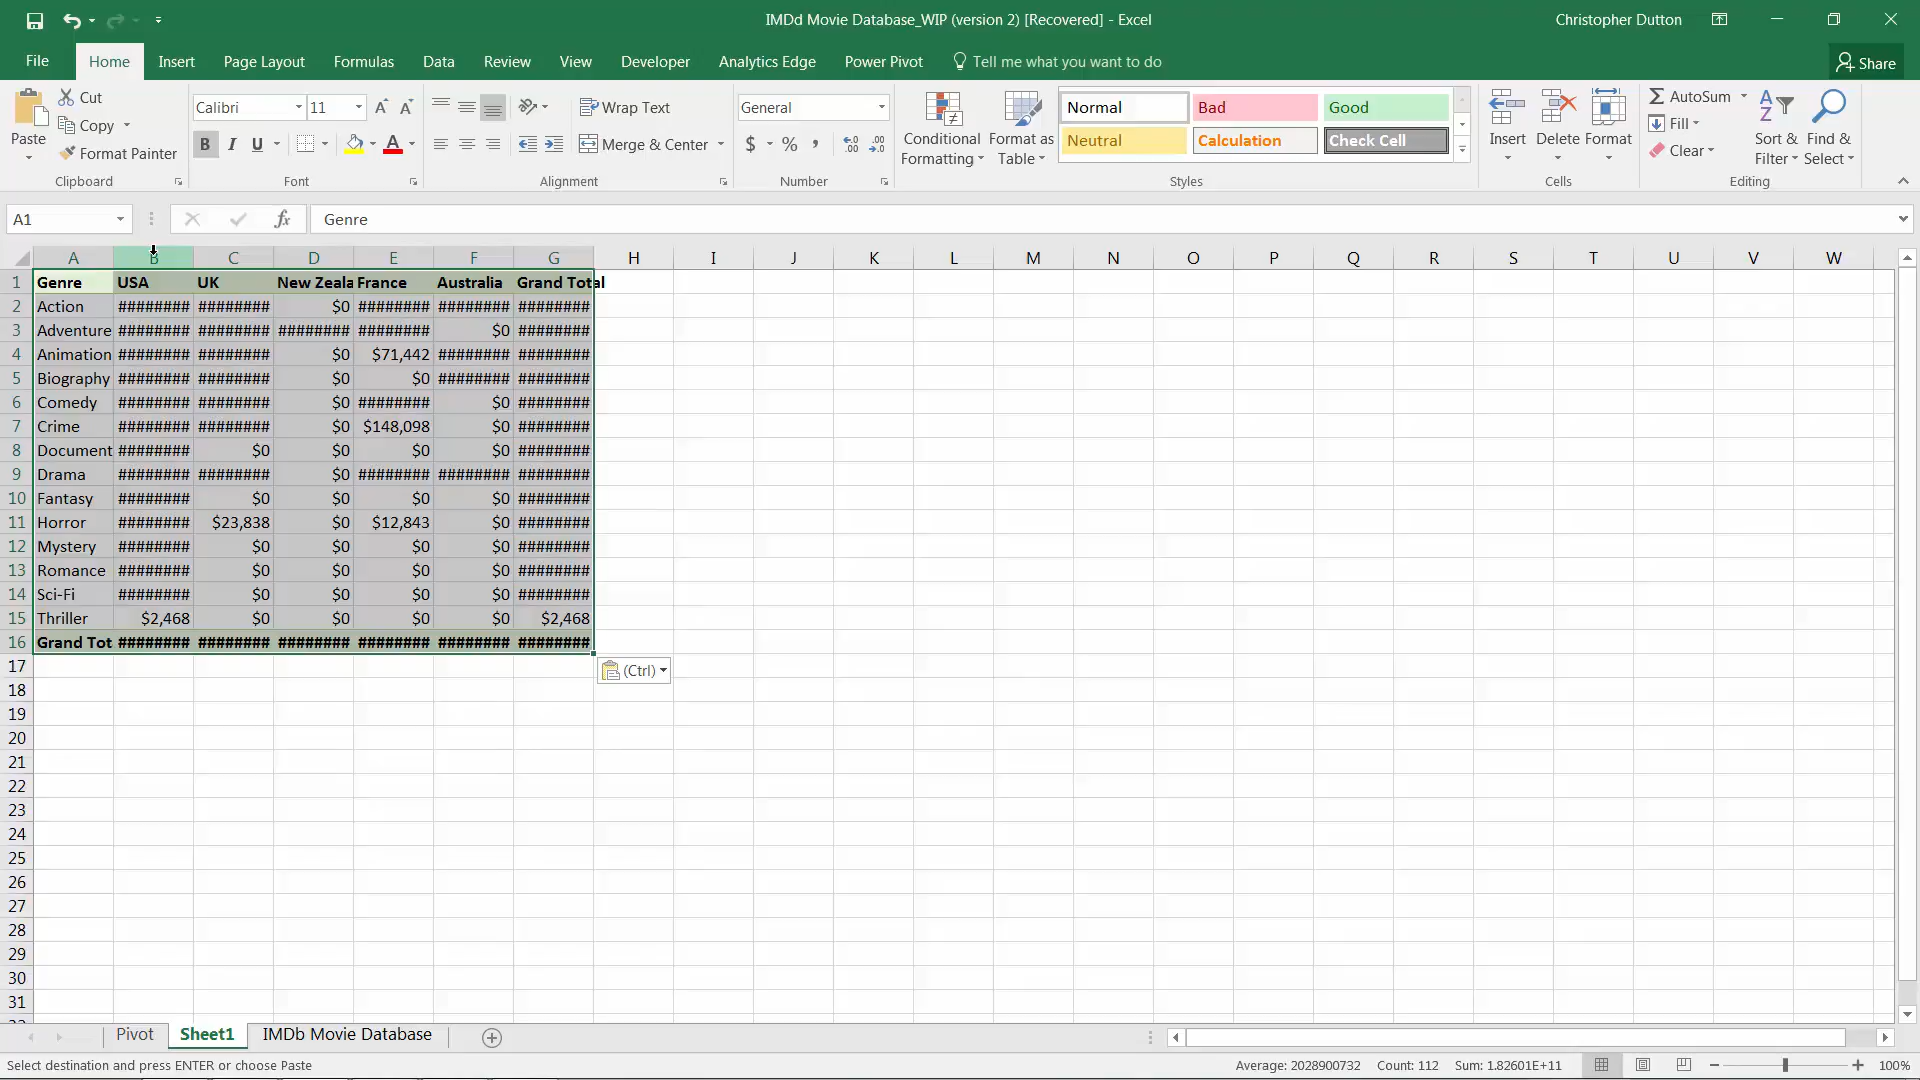 IMDd Movie Database_WIP (version 2) [Recovered] - Excel
Christopher Dutton
File Home Insert Page Layout Formulas Data Review View Developer Analytics Edge Power Pivot Tell me what you want to do Share
Paste
Cut
Copy
Format Painter
Clipboard
Calibri 11 A A
B I U A
Font
Wrap Text
Merge & Center
Alignment
General
$ % , .0 .00 .00 .0
Number
Conditional Formatting
Format as Table
Normal Bad Good
Neutral Calculation Check Cell
Styles
Insert Delete Format
Cells
AutoSum
Fill
Clear
Sort & Filter
Find & Select
Editing
A1 fx Genre
A B C D E F G H I J K L M N O P Q R S T U V W
1 Genre USA UK New Zeala France Australia Grand Total
2 Action ######## ######## $0 ######## ######## ########
3 Adventure ######## ######## ######## ######## $0 ########
4 Animation ######## ######## $0 $71,442 ######## ########
5 Biography ######## ######## $0 $0 ######## ########
6 Comedy ######## ######## $0 ######## $0 ########
7 Crime ######## ######## $0 $148,098 $0 ########
8 Document ######## $0 $0 $0 $0 ########
9 Drama ######## ######## $0 ######## ######## ########
10 Fantasy ######## $0 $0 $0 $0 ########
11 Horror ######## $23,838 $0 $12,843 $0 ########
12 Mystery ######## $0 $0 $0 $0 ########
13 Romance ######## $0 $0 $0 $0 ########
14 Sci-Fi ######## $0 $0 $0 $0 ########
15 Thriller $2,468 $0 $0 $0 $0 $2,468
16 Grand Tot ######## ######## ######## ######## ######## ########
17 (Ctrl)
18
19
20
21
22
23
24
25
26
27
28
29
30
31
Pivot Sheet1 IMDb Movie Database
Select destination and press ENTER or choose Paste Average: 2028900732 Count: 112 Sum: 1.82601E+11 100%